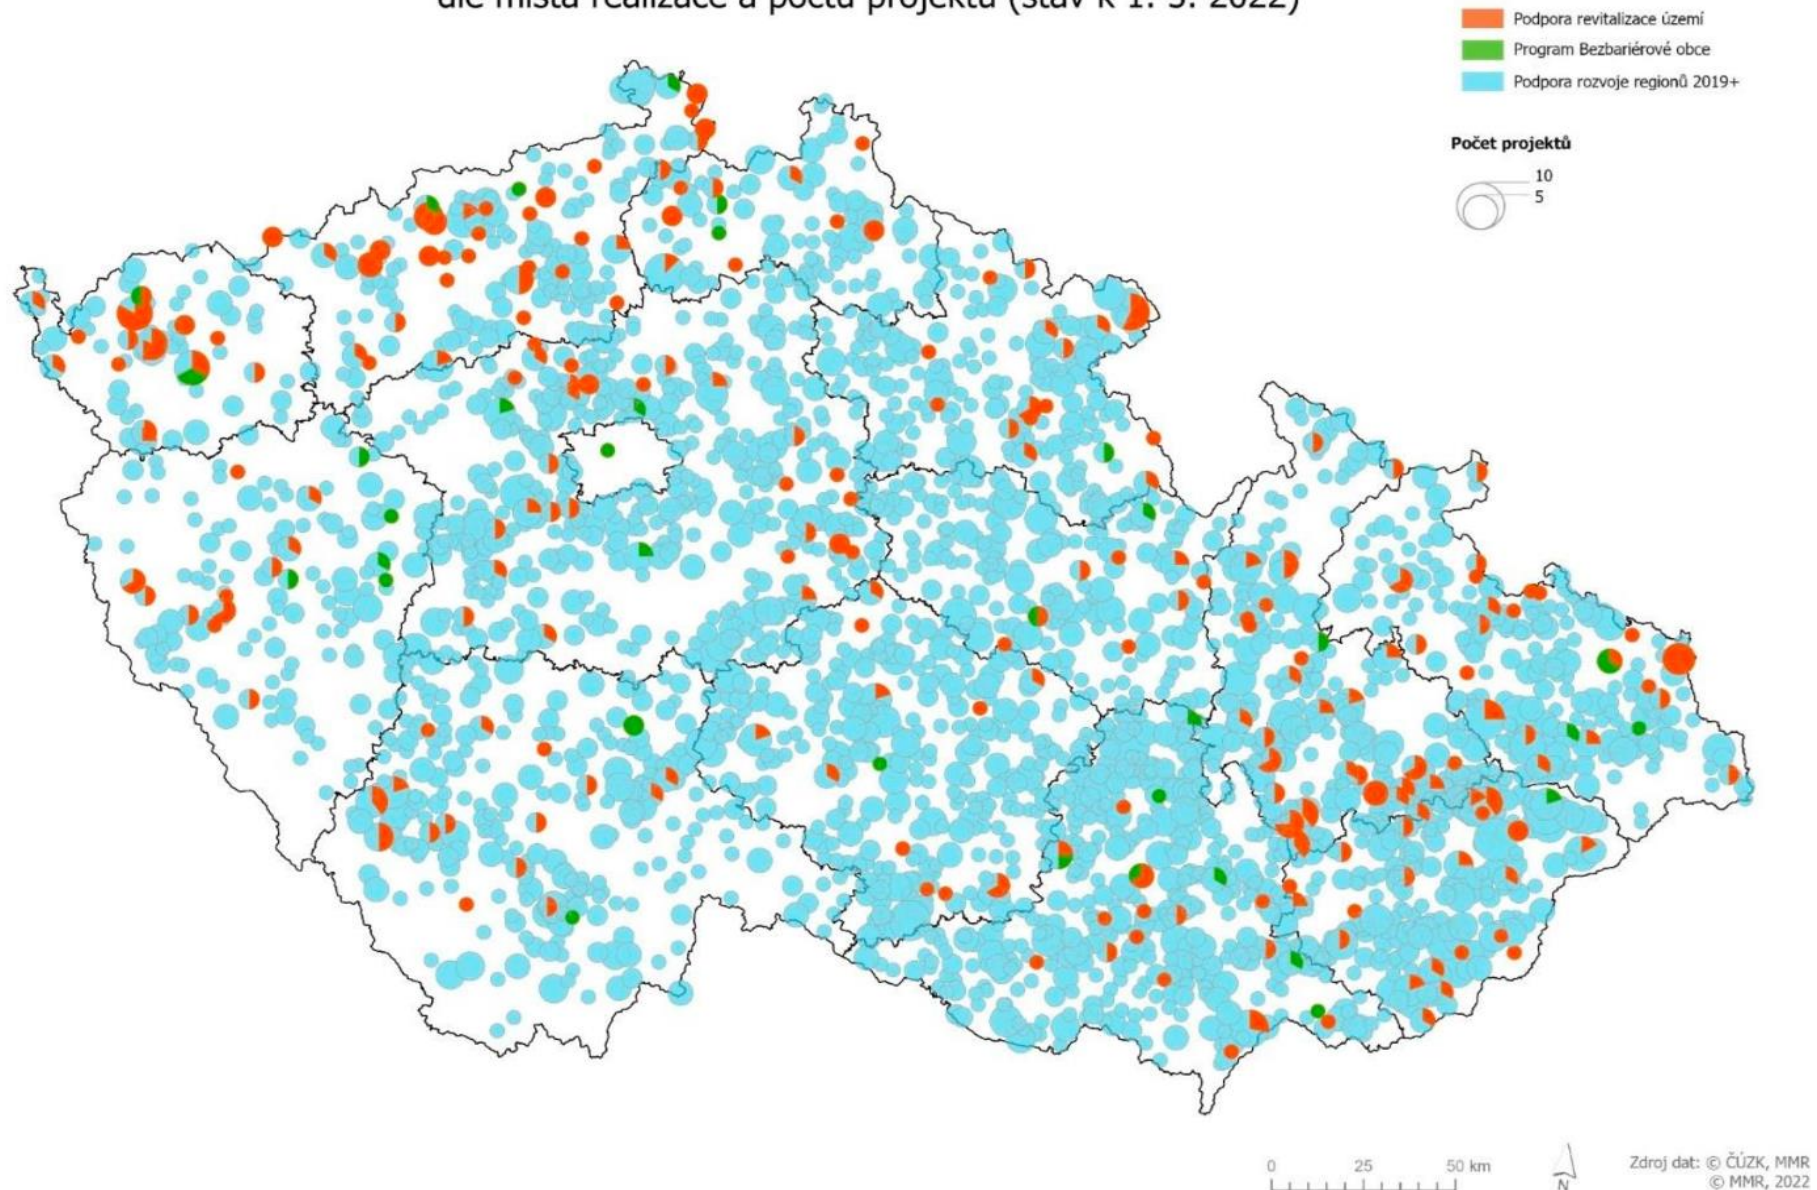 dle místa realizace a počtu projektů (stav k 1. 5. 2022)
Podpora revitalizace území
Program Bezbariérové obce
Podpora rozvoje regionů 2019+
Počet projektů
10
5
0 25 50 km
N
Zdroj dat: © ČÚZK, MMR
© MMR, 2022